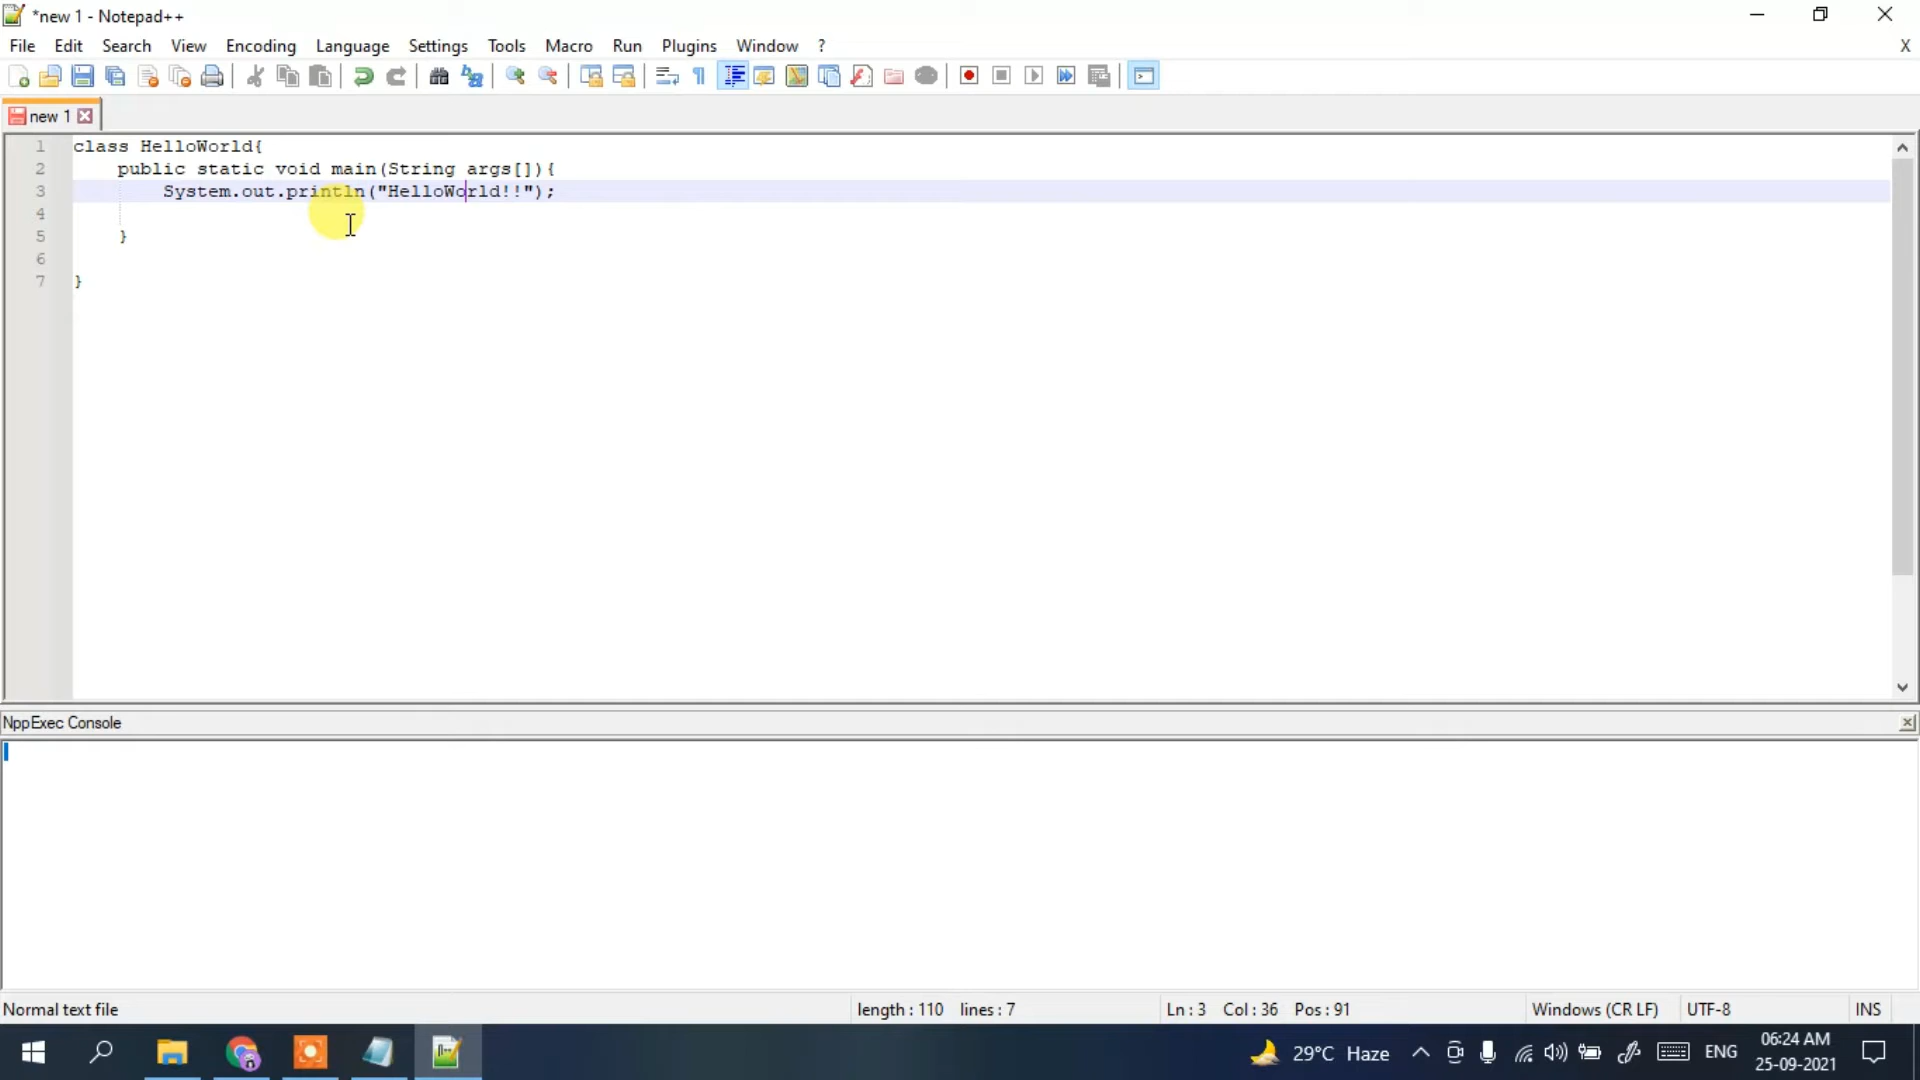 *new 1 - Notepad++
File Edit Search View Encoding Language Settings Tools Macro Run Plugins Window ? X
new 1
1 class HelloWorld{
2 public static void main(String args[]){
3 System.out.println("HelloWorld!!");
4
5 }
6
7 }
NppExec Console
Normal text file length : 110 lines : 7 Ln : 3 Col : 36 Pos : 91 Windows (CR LF) UTF-8 INS
29°C Haze ENG 06:24 AM
25-09-2021